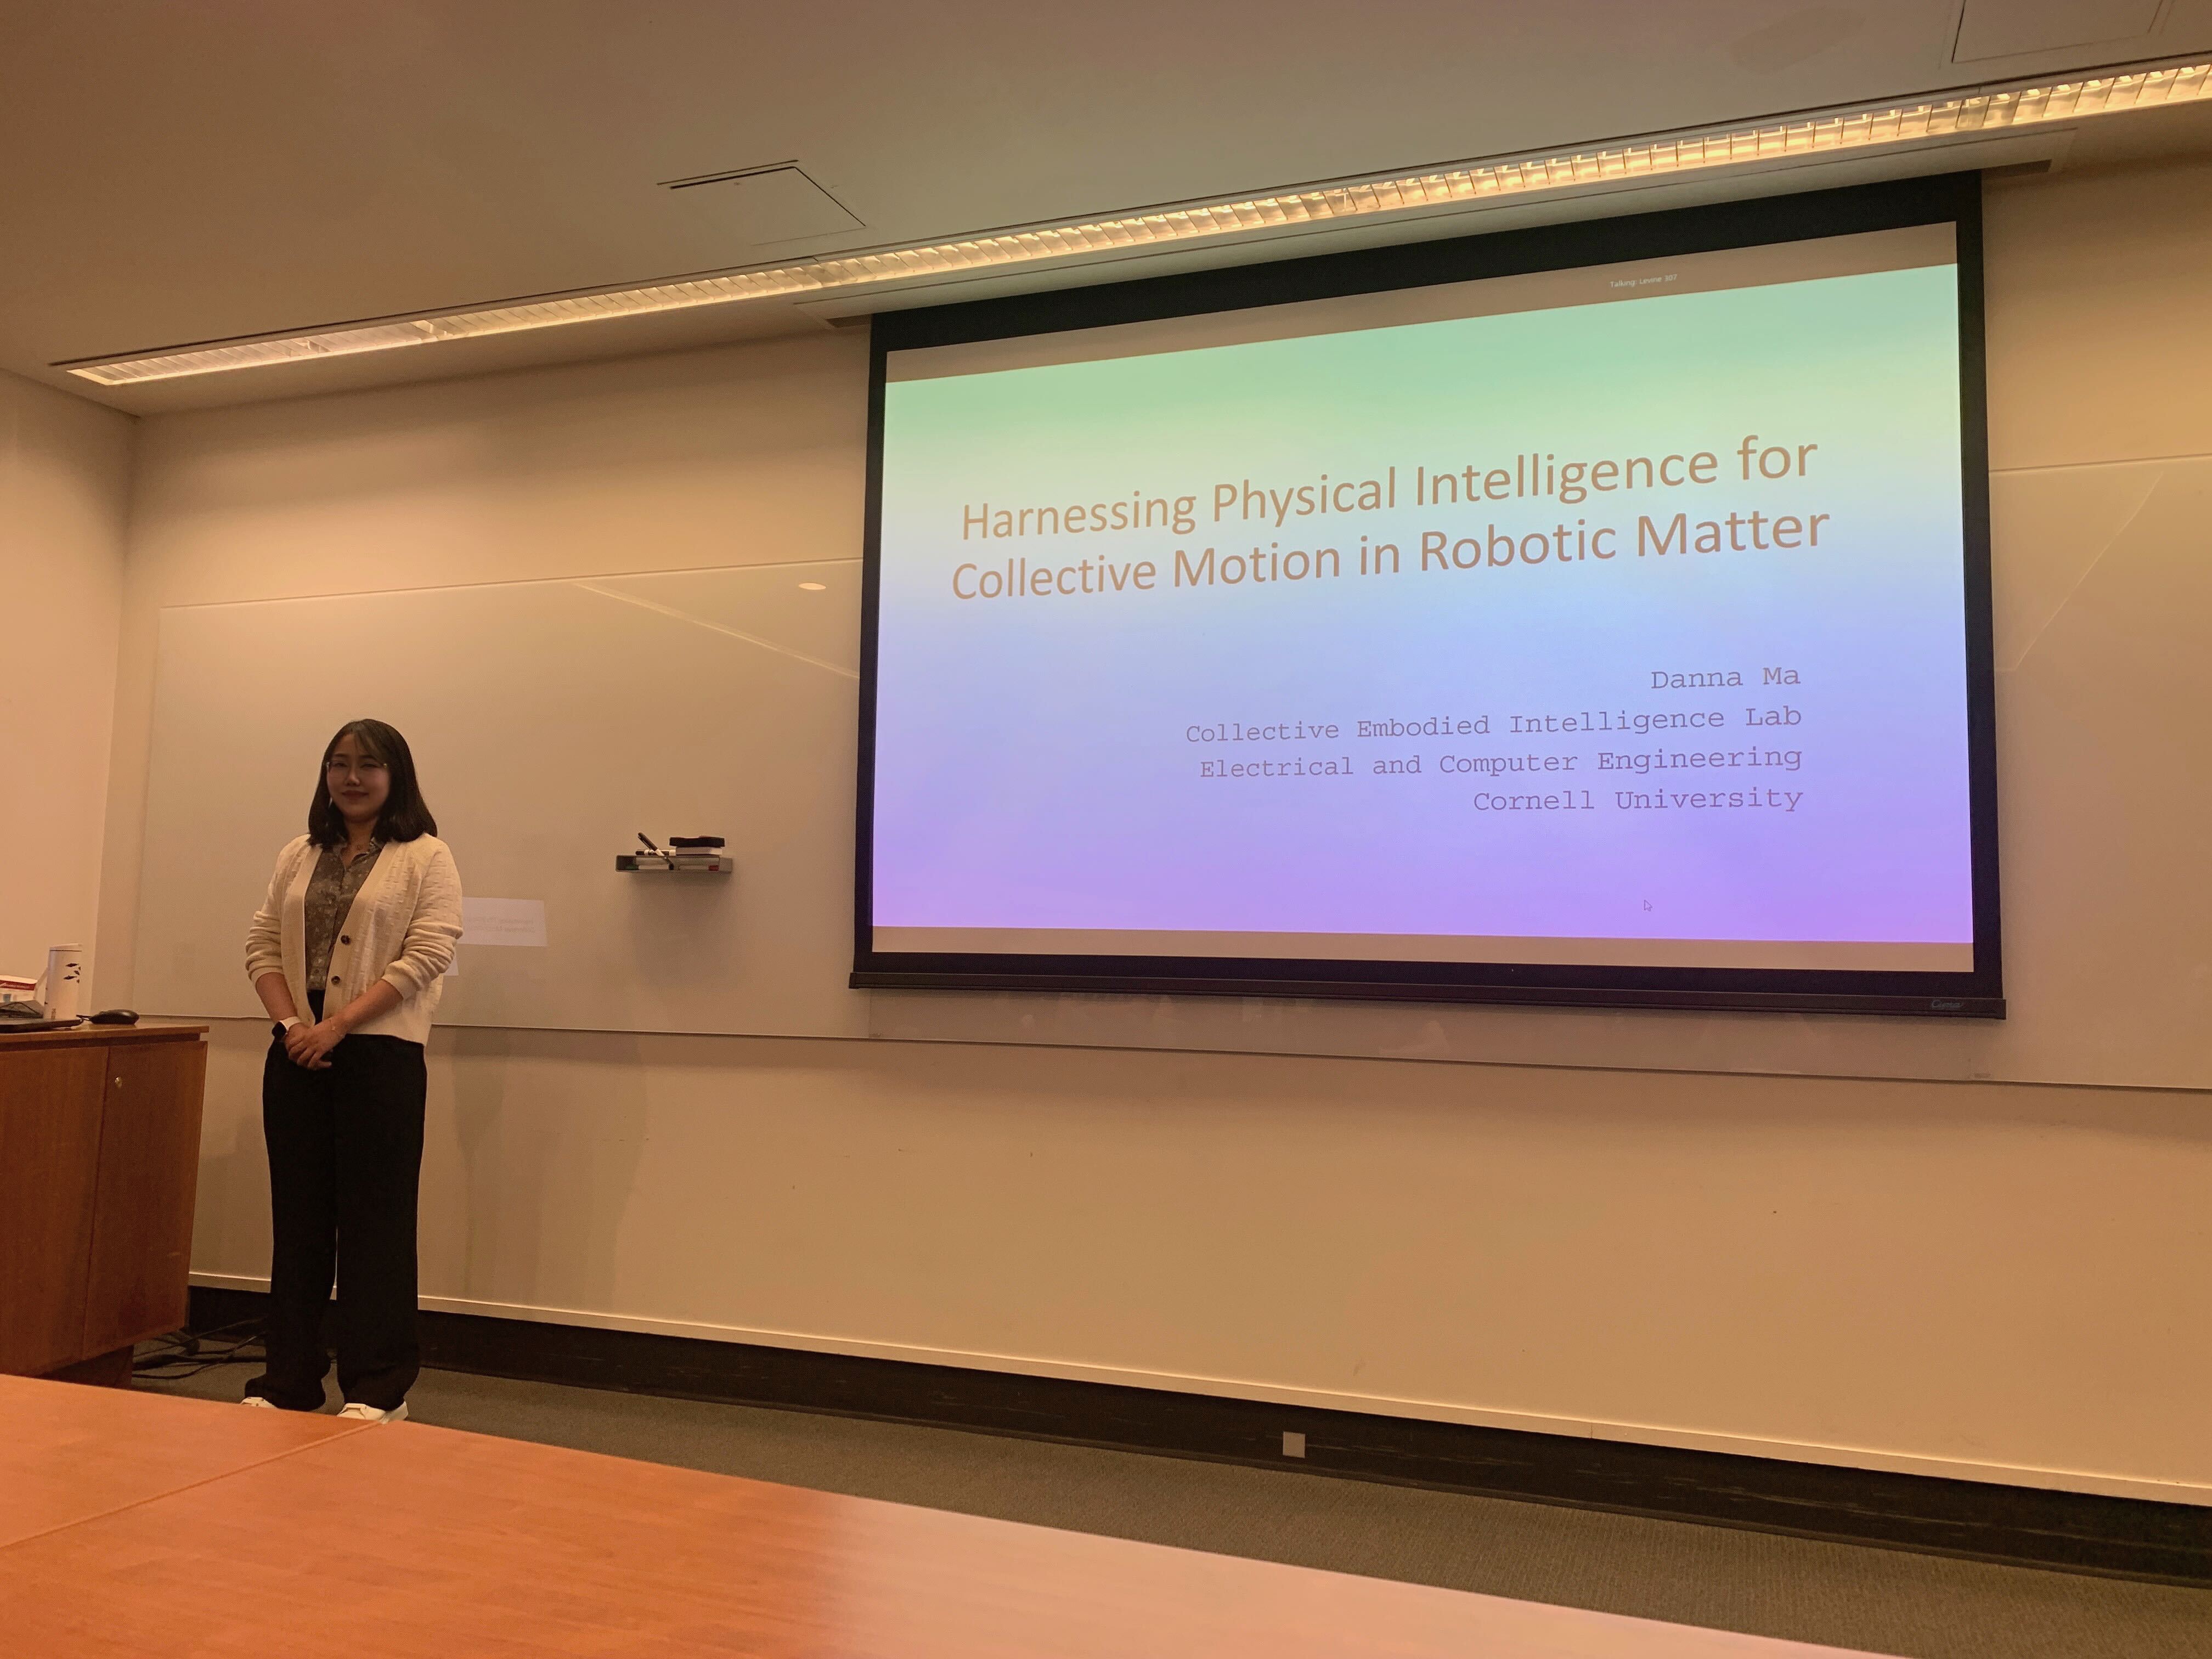 Talking: Levine 307
Harnessing Physical Intelligence for
Collective Motion in Robotic Matter
Danna Ma
Collective Embodied Intelligence Lab
Electrical and Computer Engineering
Cornell University